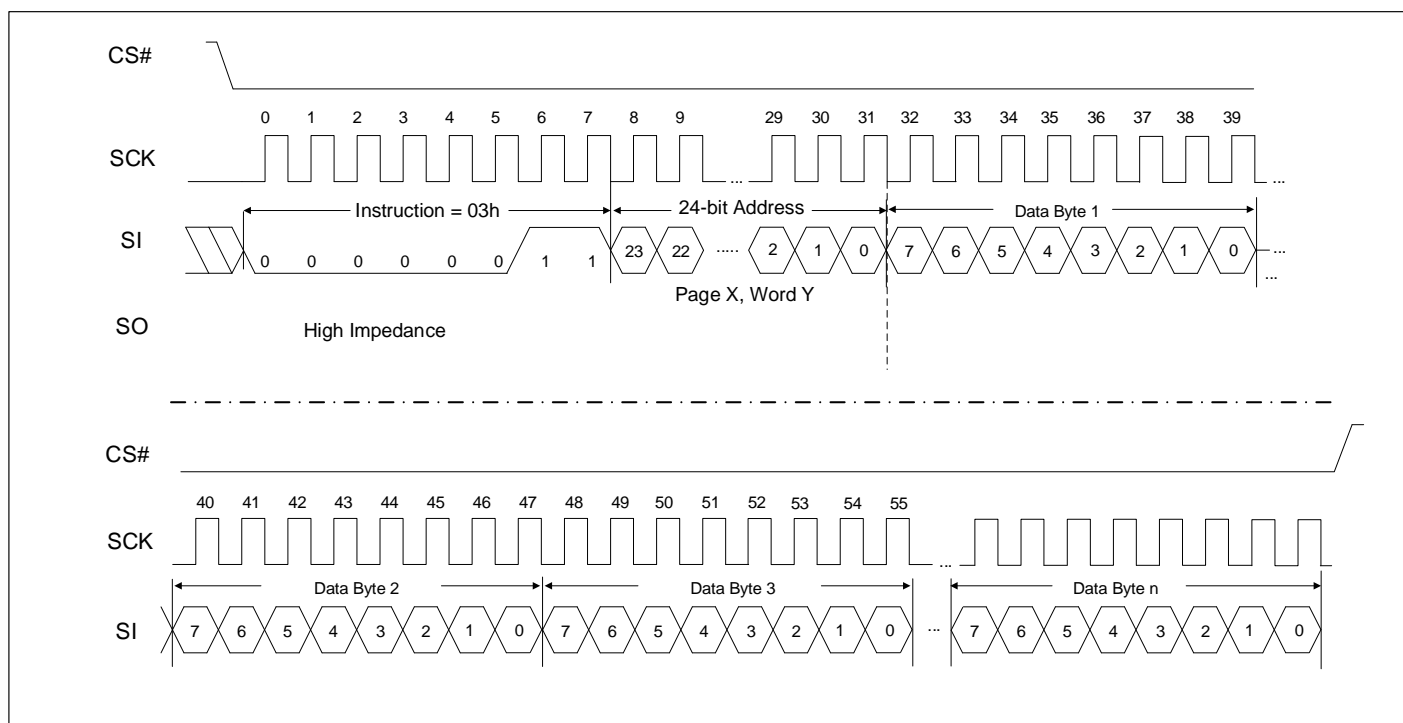 CS#
0 1 2 3 4 5 6 7 8 9 29 30 31 32 33 34 35 36 37 38 39
SCK
... ...
Instruction = 03h 24-bit Address Data Byte 1
SI
0 0 0 0 0 0 1 1 23 22 ..... 2 1 0 7 6 5 4 3 2 1 0 ...
...
Page X, Word Y
SO
High Impedance
CS#
40 41 42 43 44 45 46 47 48 49 50 51 52 53 54 55
SCK
...
Data Byte 2 Data Byte 3 Data Byte n
SI
7 6 5 4 3 2 1 0 7 6 5 4 3 2 1 0 ... 7 6 5 4 3 2 1 0